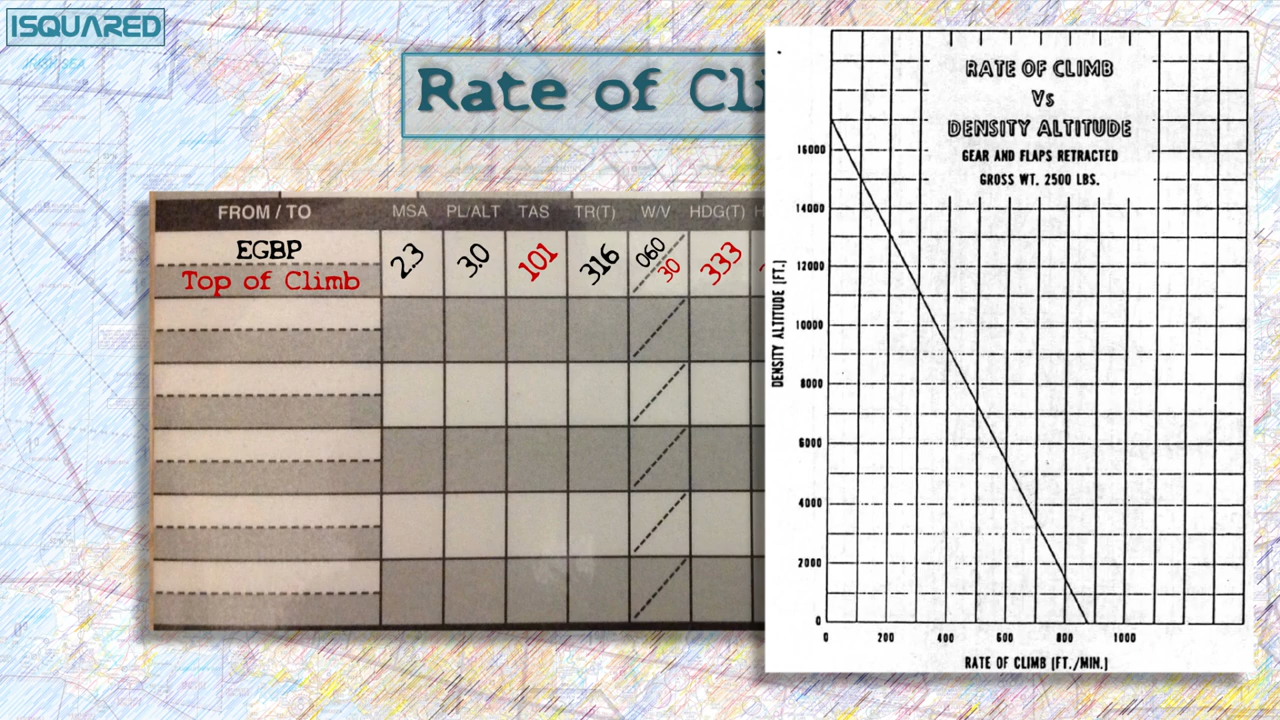 ISQUARED
Rate of Cli
FROM / TO MSA PL/ALT TAS TR(T) W/V HDG(T) H
EGBP
Top of Climb
2.3 3.0 101 316 060 30 333
RATE OF CLIMB
Vs
DENSITY ALTITUDE
GEAR AND FLAPS RETRACTED
GROSS WT. 2500 LBS.
DENSITY ALTITUDE [FT.]
16000
14000
12000
10000
8000
6000
4000
2000
0
0 200 400 600 800 1000
RATE OF CLIMB [FT./MIN.]